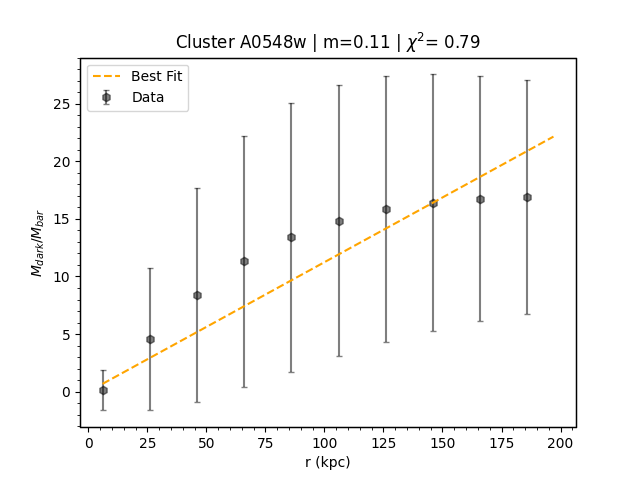 Cluster A0548w | m=0.11 | χ²= 0.79
Best Fit
Data
M_dark/M_bar
25
20
15
10
5
0
0 25 50 75 100 125 150 175 200
r (kpc)